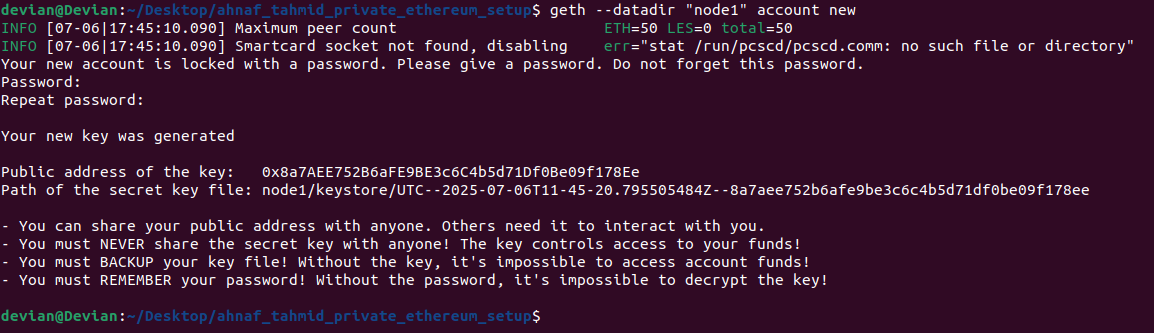 devian@Devian:~/Desktop/ahnaf_tahmid_private_ethereum_setup$ geth --datadir "node1" account new
INFO [07-06|17:45:10.090] Maximum peer count                       ETH=50 LES=0 total=50
INFO [07-06|17:45:10.090] Smartcard socket not found, disabling    err="stat /run/pcscd/pcscd.comm: no such file or directory"
Your new account is locked with a password. Please give a password. Do not forget this password.
Password:
Repeat password:
Your new key was generated
Public address of the key:   0x8a7AEE752B6aFE9BE3c6C4b5d71Df0Be09f178Ee
Path of the secret key file: node1/keystore/UTC--2025-07-06T11-45-20.795505484Z--8a7aee752b6afe9be3c6c4b5d71df0be09f178ee
- You can share your public address with anyone. Others need it to interact with you.
- You must NEVER share the secret key with anyone! The key controls access to your funds!
- You must BACKUP your key file! Without the key, it's impossible to access account funds!
- You must REMEMBER your password! Without the password, it's impossible to decrypt the key!
devian@Devian:~/Desktop/ahnaf_tahmid_private_ethereum_setup$